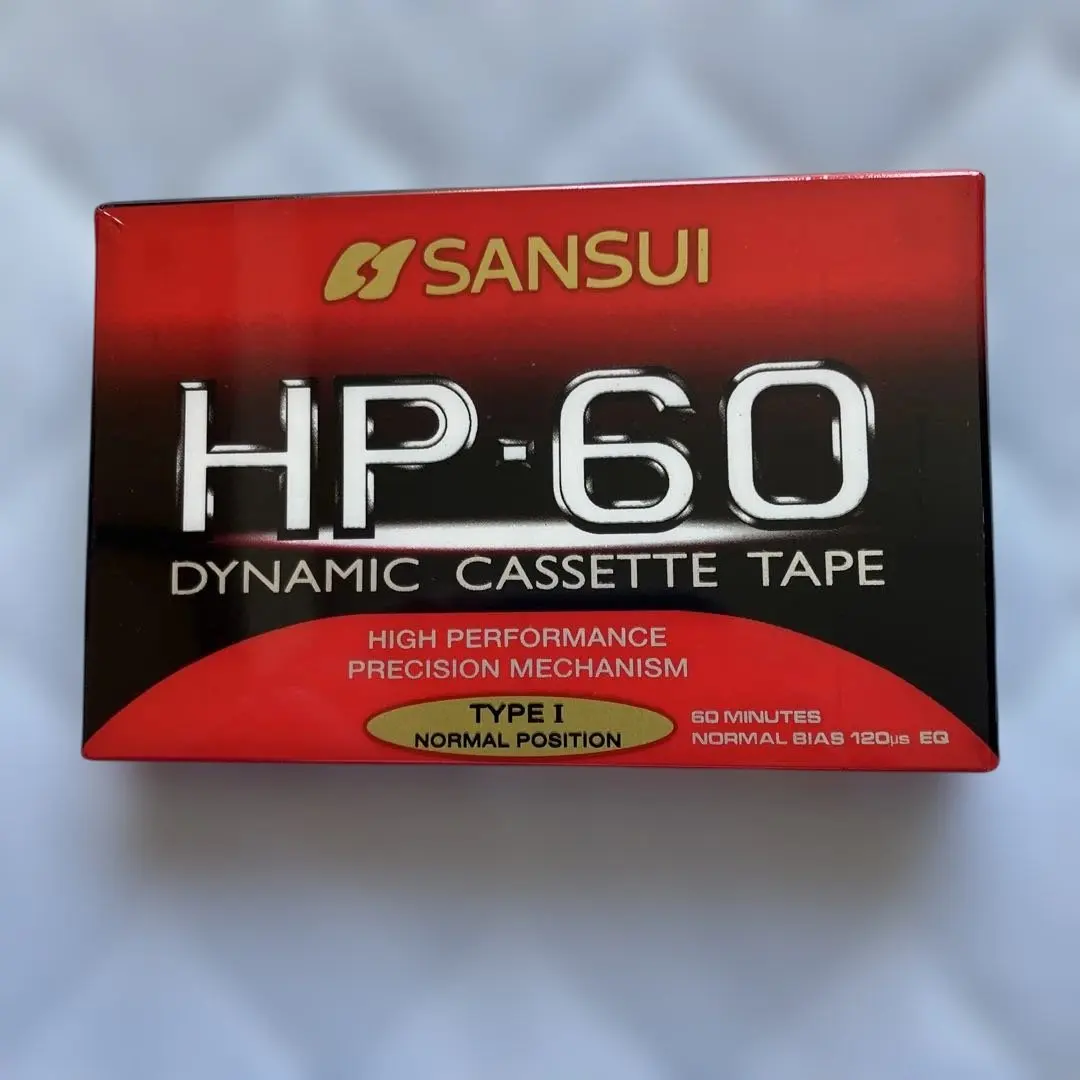 SANSUI
HP-60
DYNAMIC CASSETTE TAPE
HIGH PERFORMANCE
PRECISION MECHANISM
TYPE I
NORMAL POSITION
60 MINUTES
NORMAL BIAS 120µs EQ